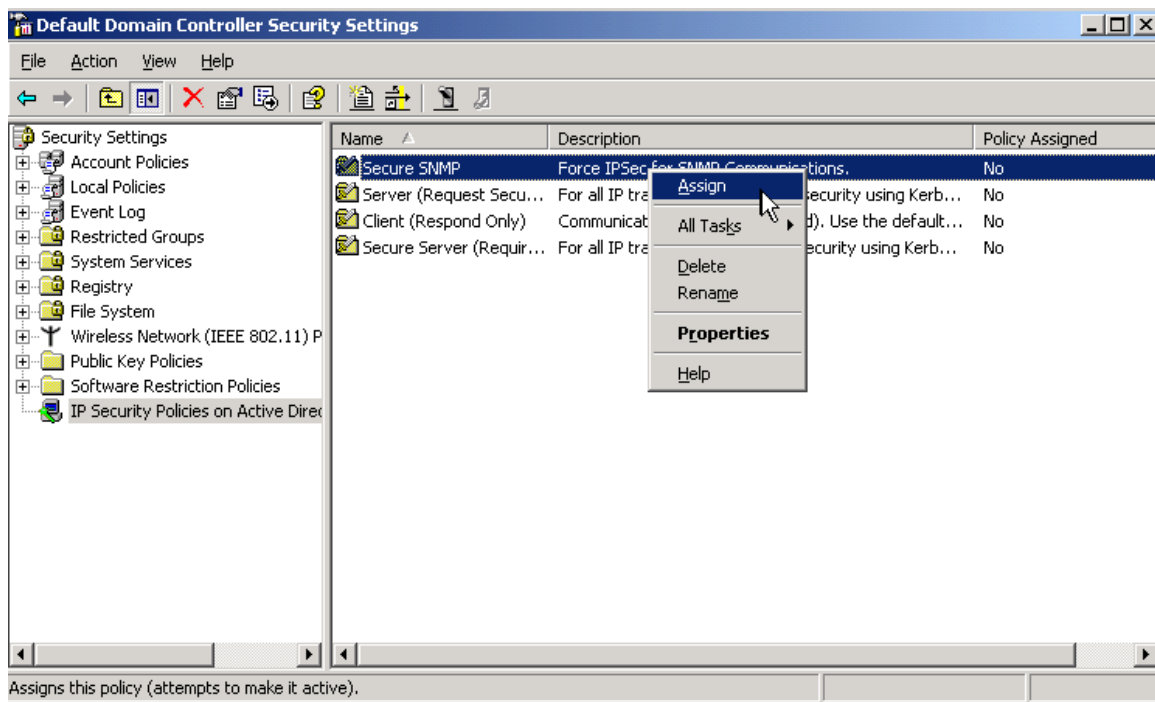 Default Domain Controller Security Settings
File Action View Help
Security Settings
Account Policies
Local Policies
Event Log
Restricted Groups
System Services
Registry
File System
Wireless Network (IEEE 802.11) P
Public Key Policies
Software Restriction Policies
IP Security Policies on Active Direc
Name Description Policy Assigned
Secure SNMP Force IPSec for SNMP Communications. No
Server (Request Secu... For all IP tra ecurity using Kerb... No
Client (Respond Only) Communicat d). Use the default... No
Secure Server (Requir... For all IP tra ecurity using Kerb... No
Assign
All Tasks
Delete
Rename
Properties
Help
Assigns this policy (attempts to make it active).